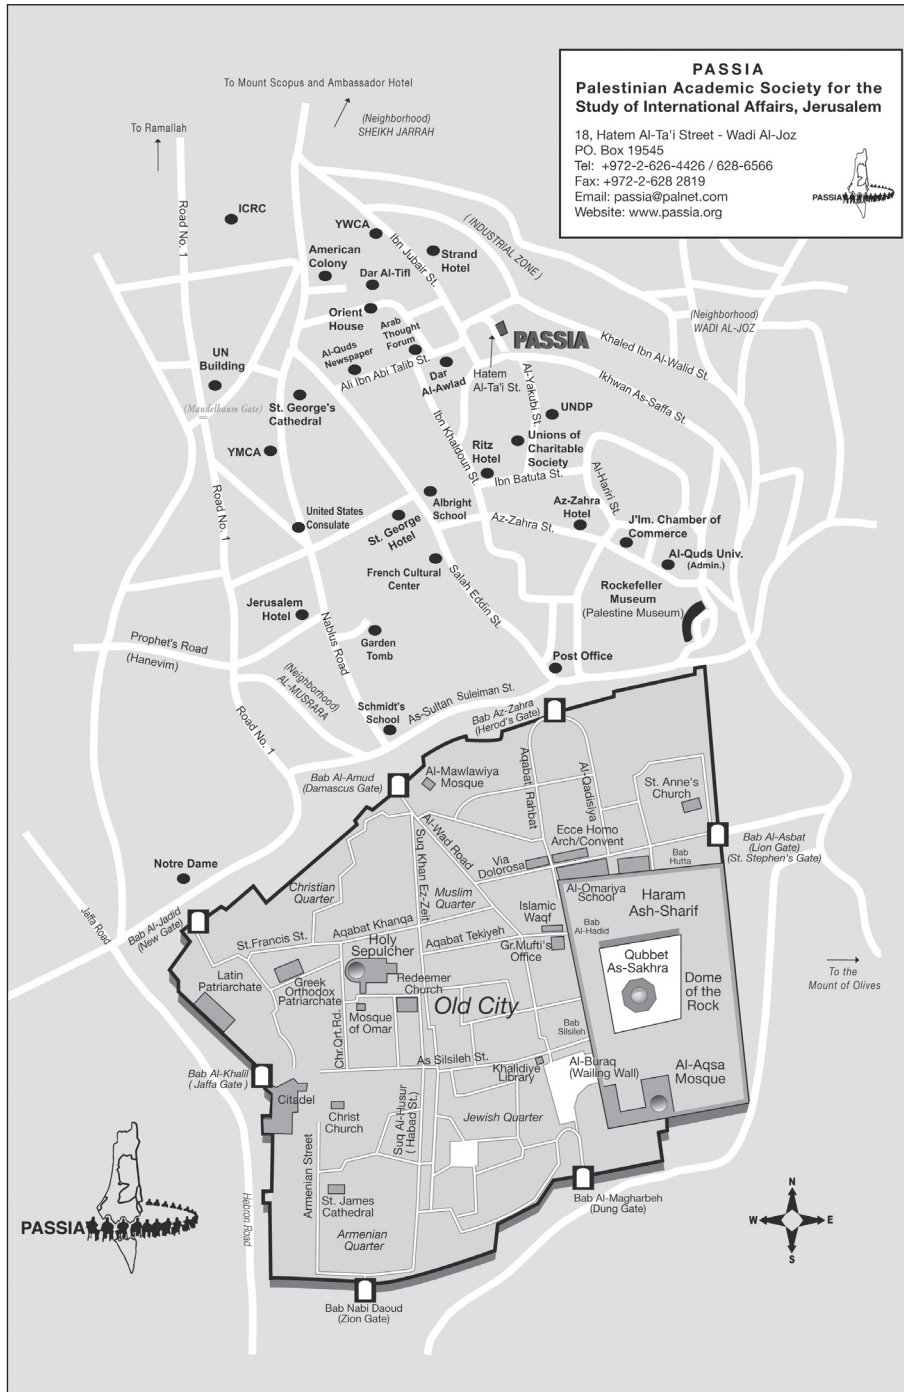 PASSIA
Palestinian Academic Society for the
Study of International Affairs, Jerusalem
18, Hatem Al-Ta'i Street - Wadi Al-Joz
PO. Box 19545
Tel: +972-2-626-4426 / 628-6566
Fax: +972-2-628 2819
Email: passia@palnet.com
Website: www.passia.org
PASSIA
To Mount Scopus and Ambassador Hotel
(Neighborhood)
SHEIKH JARRAH
To Ramallah
Road No. 1
ICRC
YWCA
Ibn Jubair St.
Strand
Hotel
( INDUSTRIAL ZONE )
American
Colony
Dar Al-Tifl
Orient
House
Arab
Thought
Forum
Al-Quds
Newspaper
Ali Ibn Abi Talib St.
Dar
Al-Awlad
PASSIA
Hatem
Al-Ta'i St.
(Neighborhood)
WADI AL-JOZ
Khaled Ibn Al-Walid St.
Ikhwan As-Saffa St.
UN
Building
(Mandelbaum Gate)
St. George's
Cathedral
YMCA
Al-Yakubi St.
UNDP
Unions of
Charitable
Society
Ibn Khaldoun St.
Ritz
Hotel
Ibn Batuta St.
Al-Hariri St.
Road No. 1
United States
Consulate
St. George
Hotel
Albright
School
Az-Zahra St.
Az-Zahra
Hotel
J'lm. Chamber of
Commerce
Al-Quds Univ.
(Admin.)
French Cultural
Center
Salah Eddin St.
Rockefeller
Museum
(Palestine Museum)
Jerusalem
Hotel
Nablus Road
Garden
Tomb
Prophet's Road
(Hanevim)
(Neighborhood)
AL-MUSRARA
Post Office
Schmidt's
School
As-Sultan Suleiman St.
Road No. 1
Bab Az-Zahra
(Herod's Gate)
Bab Al-Amud
(Damascus Gate)
Al-Mawlawiya
Mosque
Aqabat Rahbat
Al-Qadisiya
St. Anne's
Church
Al-Wad Road
Suq Khan Ez-Zeit
Ecce Homo
Arch/Convent
Via
Dolorosa
Bab
Hutta
Bab Al-Asbat
(Lion Gate)
(St. Stephen's Gate)
Notre Dame
Christian
Quarter
Muslim
Quarter
Al-Omariya
School
Haram
Ash-Sharif
Jaffa Road
Bab Al-Jadid
(New Gate)
St.Francis St.
Aqabat Khanqa
Aqabat Tekiyeh
Islamic
Waqf
Bab
Al-Hadid
Gr.Mufti's
Office
Holy
Sepulcher
Qubbet
As-Sakhra
Dome
of the
Rock
To the
Mount of Olives
Latin
Patriarchate
Greek
Orthodox
Patriarchate
Redeemer
Church
Mosque
of Omar
Old City
Chr.Qrt.Rd.
Bab
Silsileh
As Silsileh St.
Khalidiye
Library
Al-Buraq
(Wailing Wall)
Al-Aqsa
Mosque
Bab Al-Khalil
( Jaffa Gate )
Citadel
Christ
Church
Suq Al-Husur
( Habad St.)
Jewish Quarter
Armenian Street
St. James
Cathedral
Armenian
Quarter
Bab Al-Magharbeh
(Dung Gate)
Hebron Road
Bab Nabi Daoud
(Zion Gate)
PASSIA
N
W
E
S